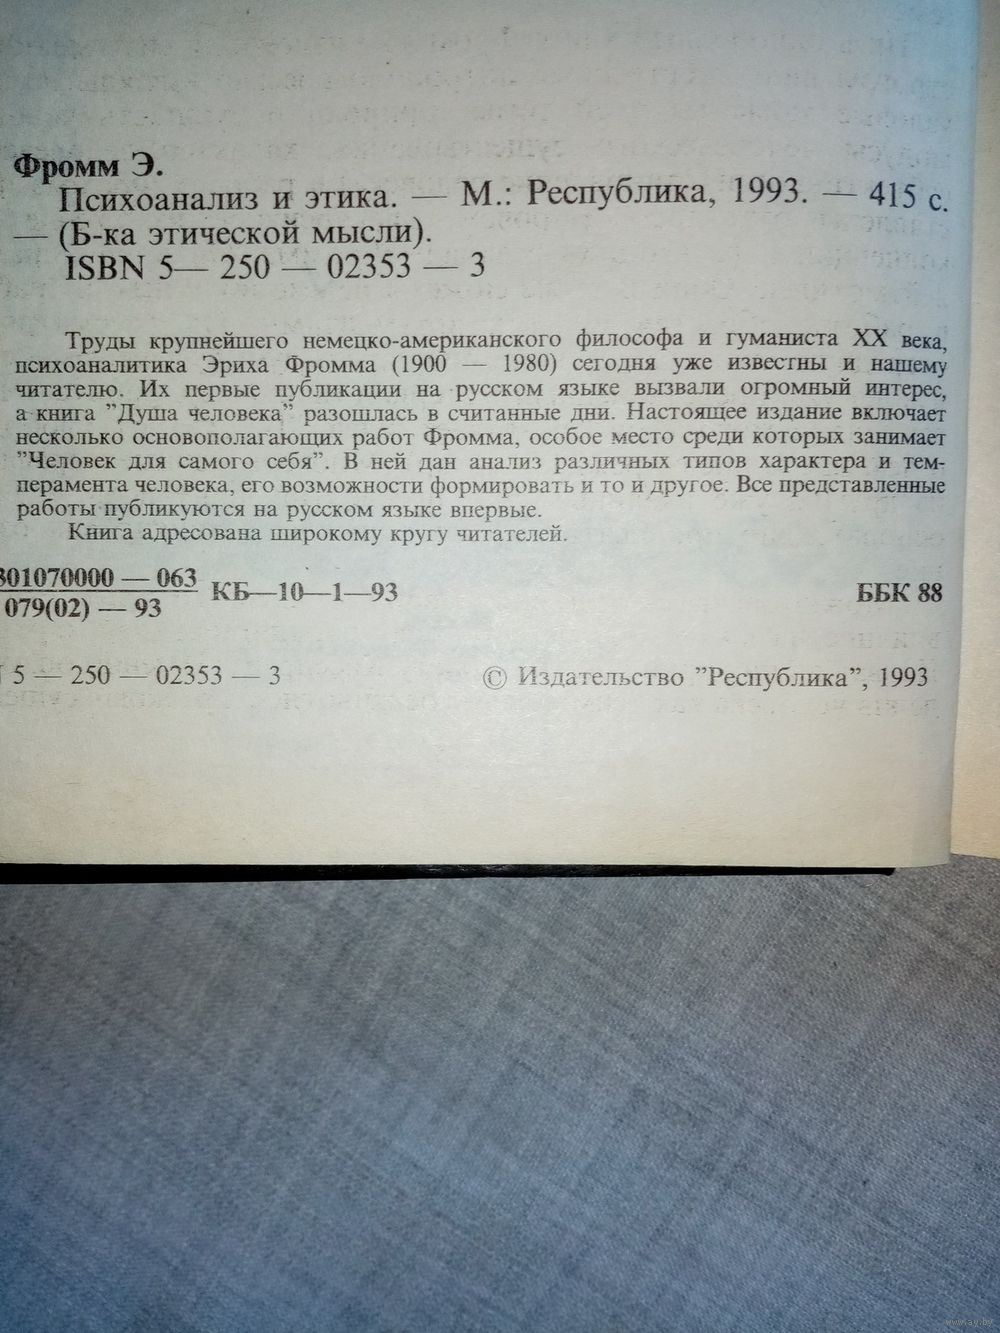 Фромм Э.
Психоанализ и этика. — М.: Республика, 1993. — 415 с.
— (Б-ка этической мысли).
ISBN 5— 250 — 02353 — 3
Труды крупнейшего немецко-американского философа и гуманиста XX века,
психоаналитика Эриха Фромма (1900 — 1980) сегодня уже известны и нашему
читателю. Их первые публикации на русском языке вызвали огромный интерес,
а книга ”Душа человека” разошлась в считанные дни. Настоящее издание включает
несколько основополагающих работ Фромма, особое место среди которых занимает
”Человек для самого себя”. В ней дан анализ различных типов характера и тем-
перамента человека, его возможности формировать и то и другое. Все представленные
работы публикуются на русском языке впервые.
Книга адресована широкому кругу читателей.
301070000 — 063
079(02) — 93
КБ—10—1—93
ББК 88
5 — 250 — 02353 — 3
© Издательство ”Республика”, 1993
www.ay.by